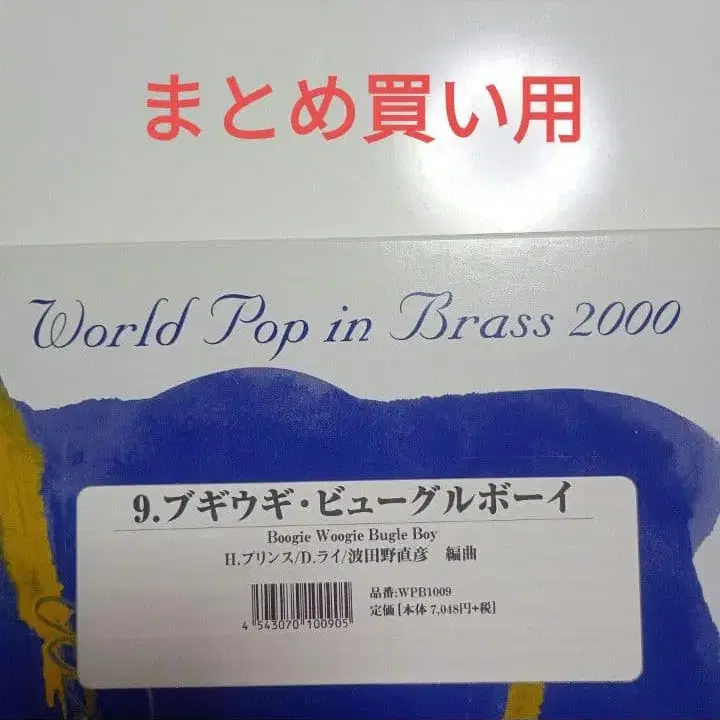 まとめ買い用
World Pop in Brass 2000
9.ブギウギ・ビューグルボーイ
Boogie Woogie Bugle Boy
H.プリンス/D.ライ/波田野直彦 編曲
品番:WPB1009
定価[本体 7,048円+税]
4 543070 100905